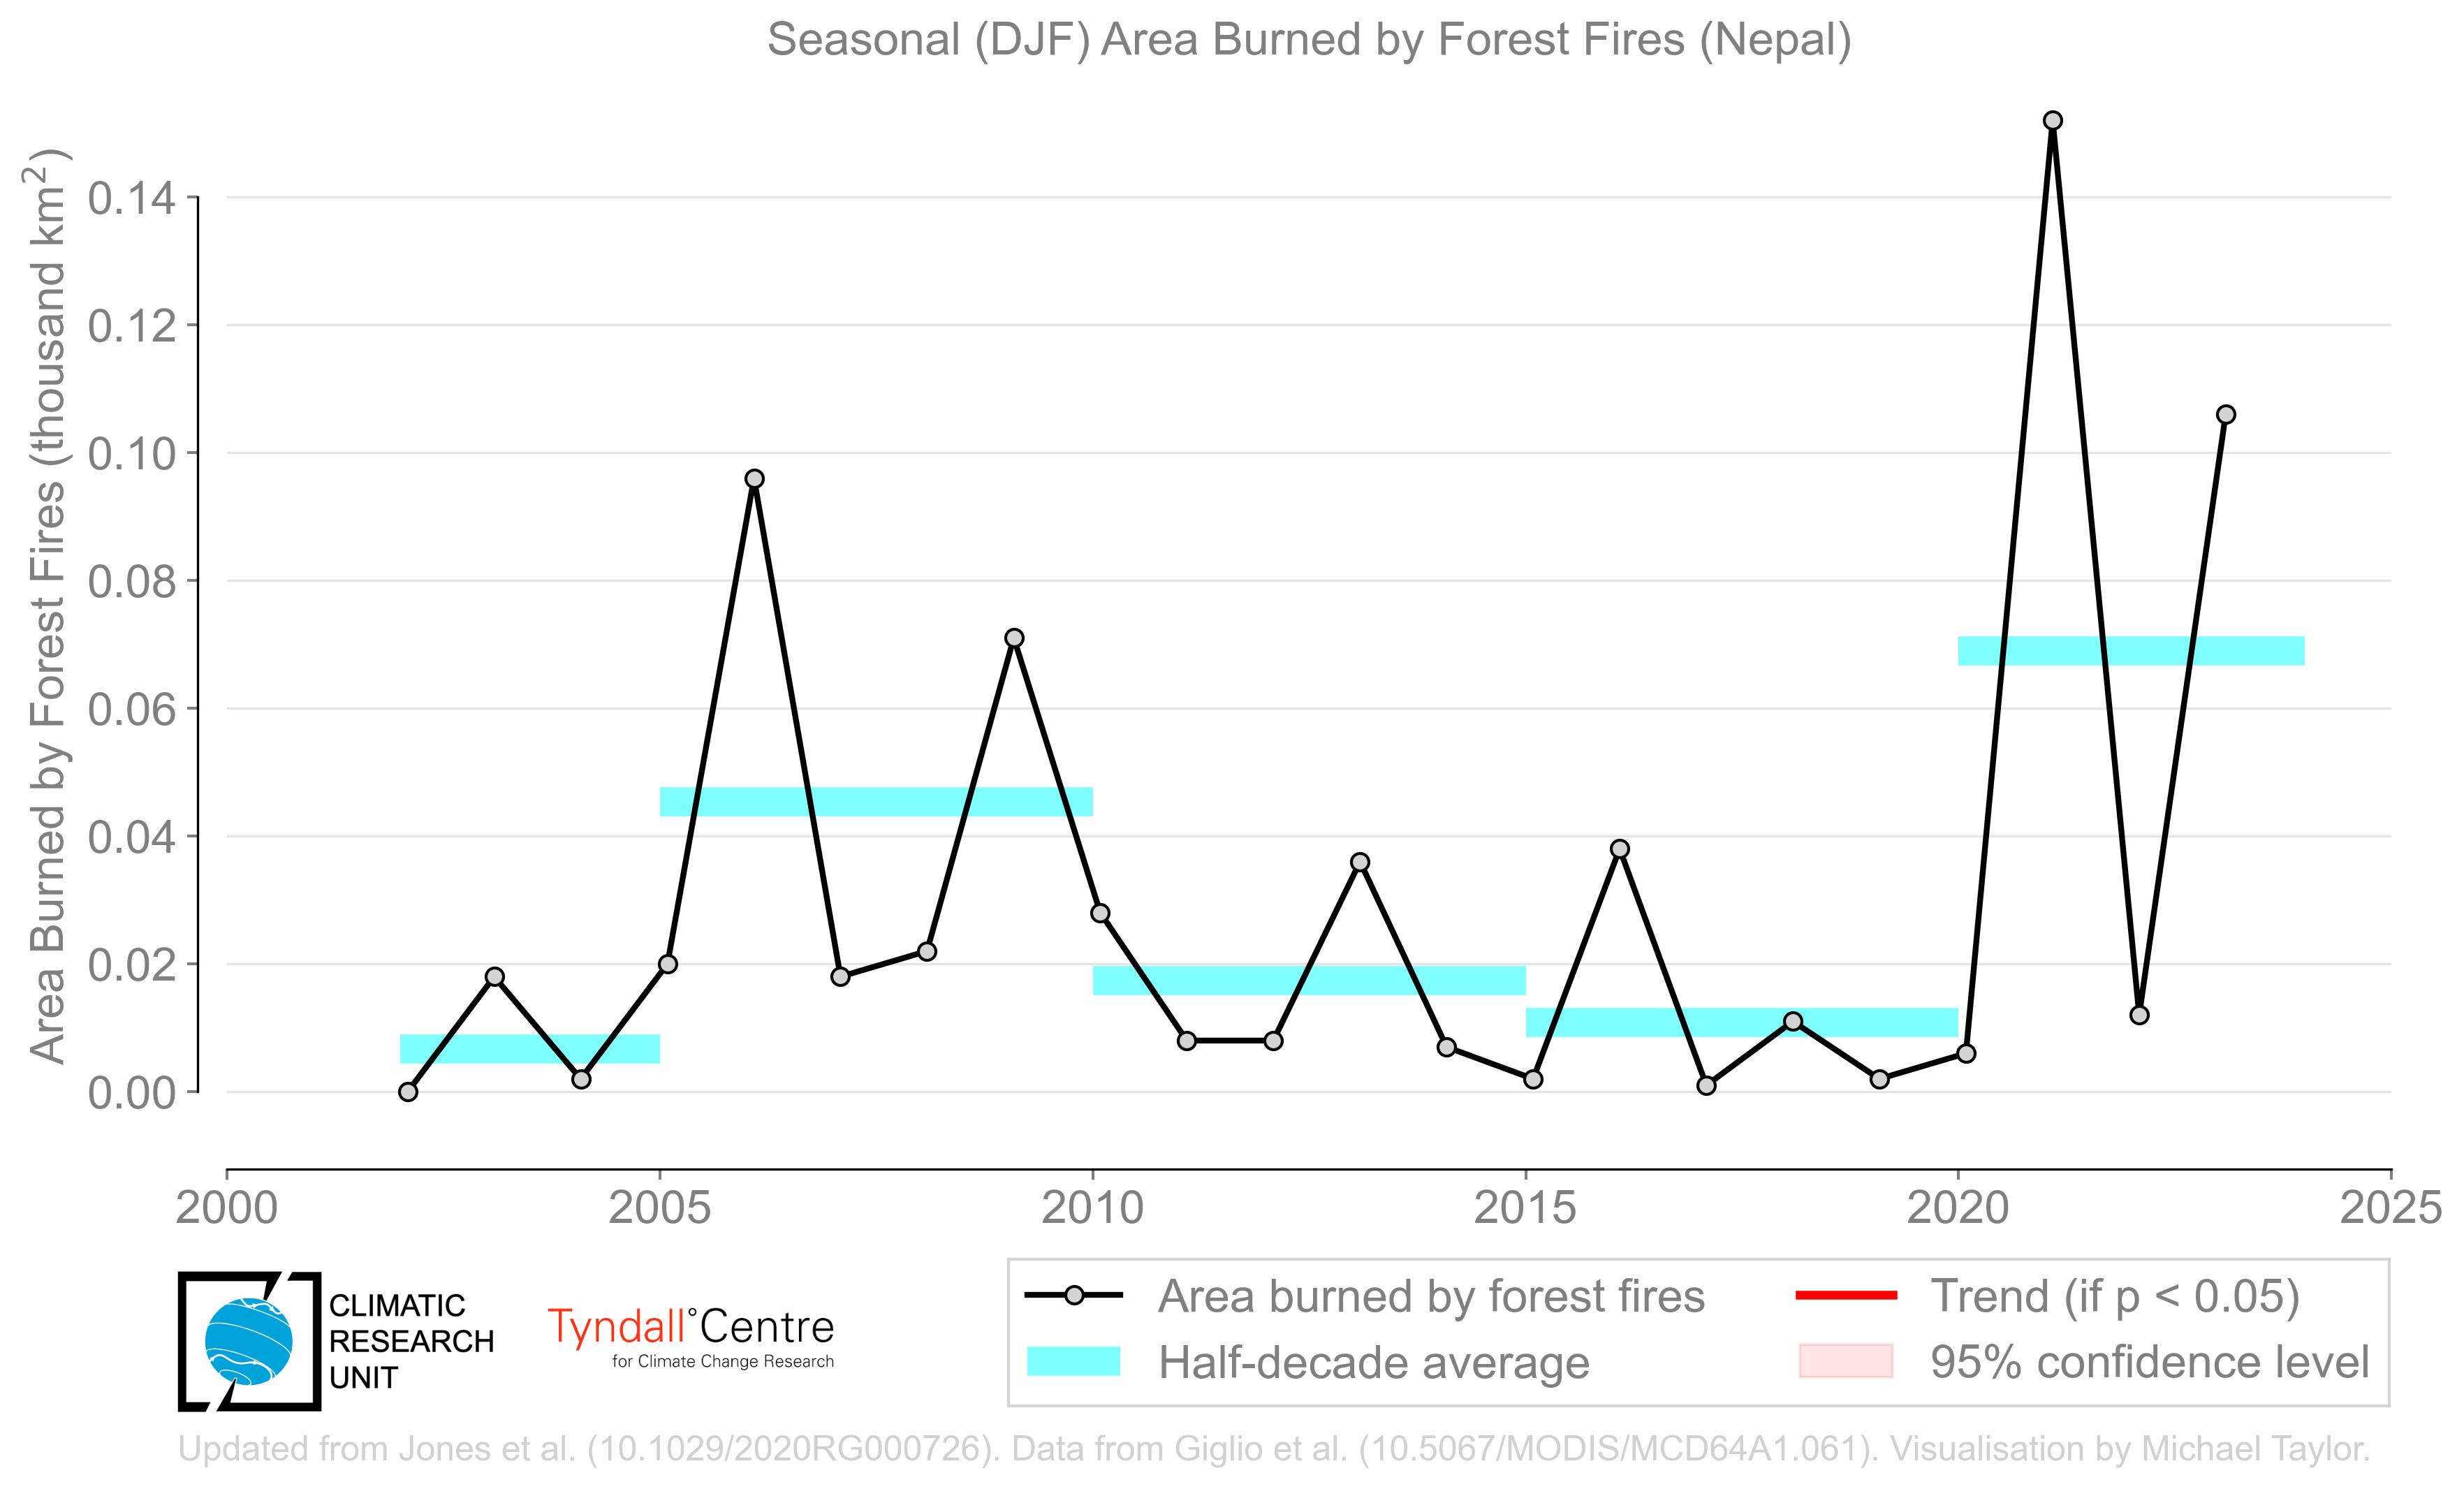 Seasonal (DJF) Area Burned by Forest Fires (Nepal)
Area Burned by Forest Fires (thousand km²)
0.14
0.12
0.10
0.08
0.06
0.04
0.02
0.00
2000
2005
2010
2015
2020
2025
CLIMATIC
RESEARCH
UNIT
Tyndall°Centre
for Climate Change Research
Area burned by forest fires
Half-decade average
Trend (if p < 0.05)
95% confidence level
Updated from Jones et al. (10.1029/2020RG000726). Data from Giglio et al. (10.5067/MODIS/MCD64A1.061). Visualisation by Michael Taylor.